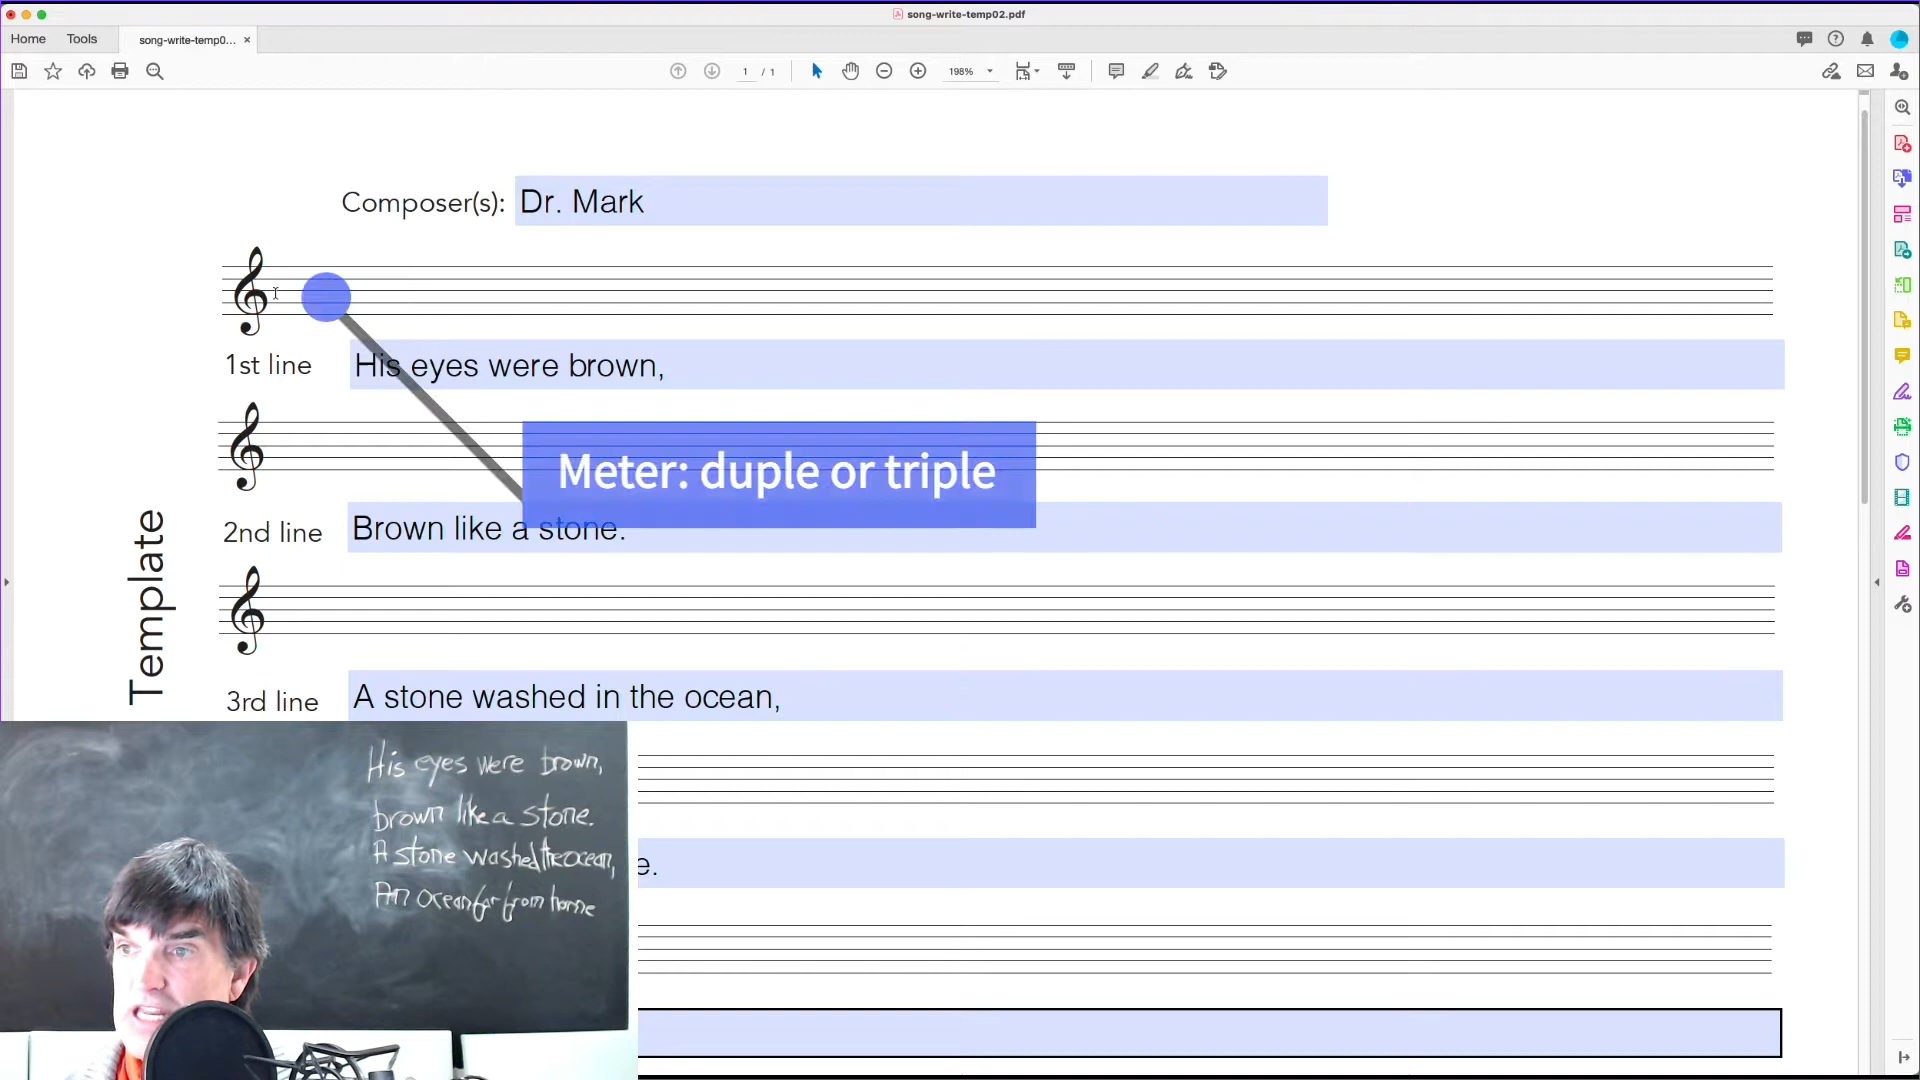 song-write-temp02.pdf
Home
Tools
song-write-temp0...
1 / 1
198%
Composer(s): Dr. Mark
1st line His eyes were brown,
Meter: duple or triple
2nd line Brown like a stone.
3rd line A stone washed in the ocean,
Template
e.
His eyes were brown,
brown like a stone.
A stone washed the ocean,
An ocean far from home